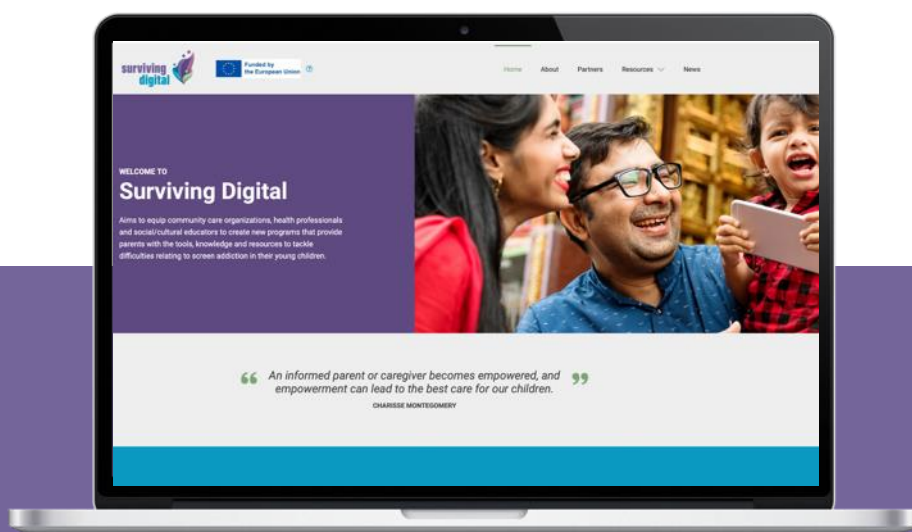 surviving
digital
Funded by
the European Union
Home About Partners Resources News
WELCOME TO
Surviving Digital
Aims to equip community care organizations, health professionals
and social/cultural educators to create new programs that provide
parents with the tools, knowledge and resources to tackle
difficulties relating to screen addiction in their young children.
An informed parent or caregiver becomes empowered, and
empowerment can lead to the best care for our children.
CHARISSE MONTEGOMERY